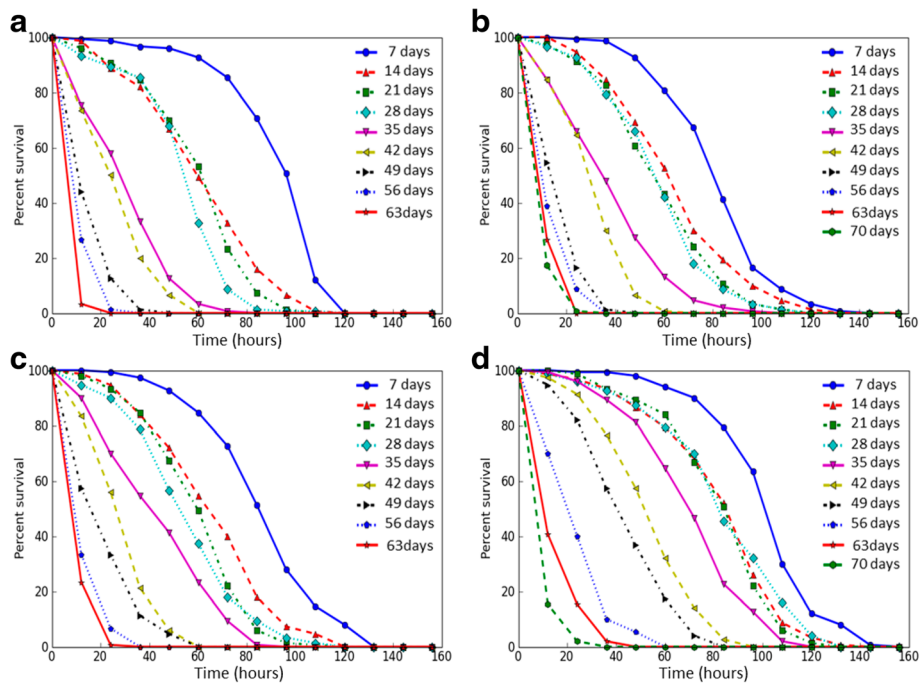 a
100
80
60
40
20
0
Percent survival
0 20 40 60 80 100 120 140 160
Time (hours)
7 days
14 days
21 days
28 days
35 days
42 days
49 days
56 days
63days
b
100
80
60
40
20
0
Percent survival
0 20 40 60 80 100 120 140 160
Time (hours)
7 days
14 days
21 days
28 days
35 days
42 days
49 days
56 days
63days
70 days
c
100
80
60
40
20
0
Percent survival
0 20 40 60 80 100 120 140 160
Time (hours)
7 days
14 days
21 days
28 days
35 days
42 days
49 days
56 days
63days
d
100
80
60
40
20
0
Percent survival
0 20 40 60 80 100 120 140 160
Time (hours)
7 days
14 days
21 days
28 days
35 days
42 days
49 days
56 days
63days
70 days